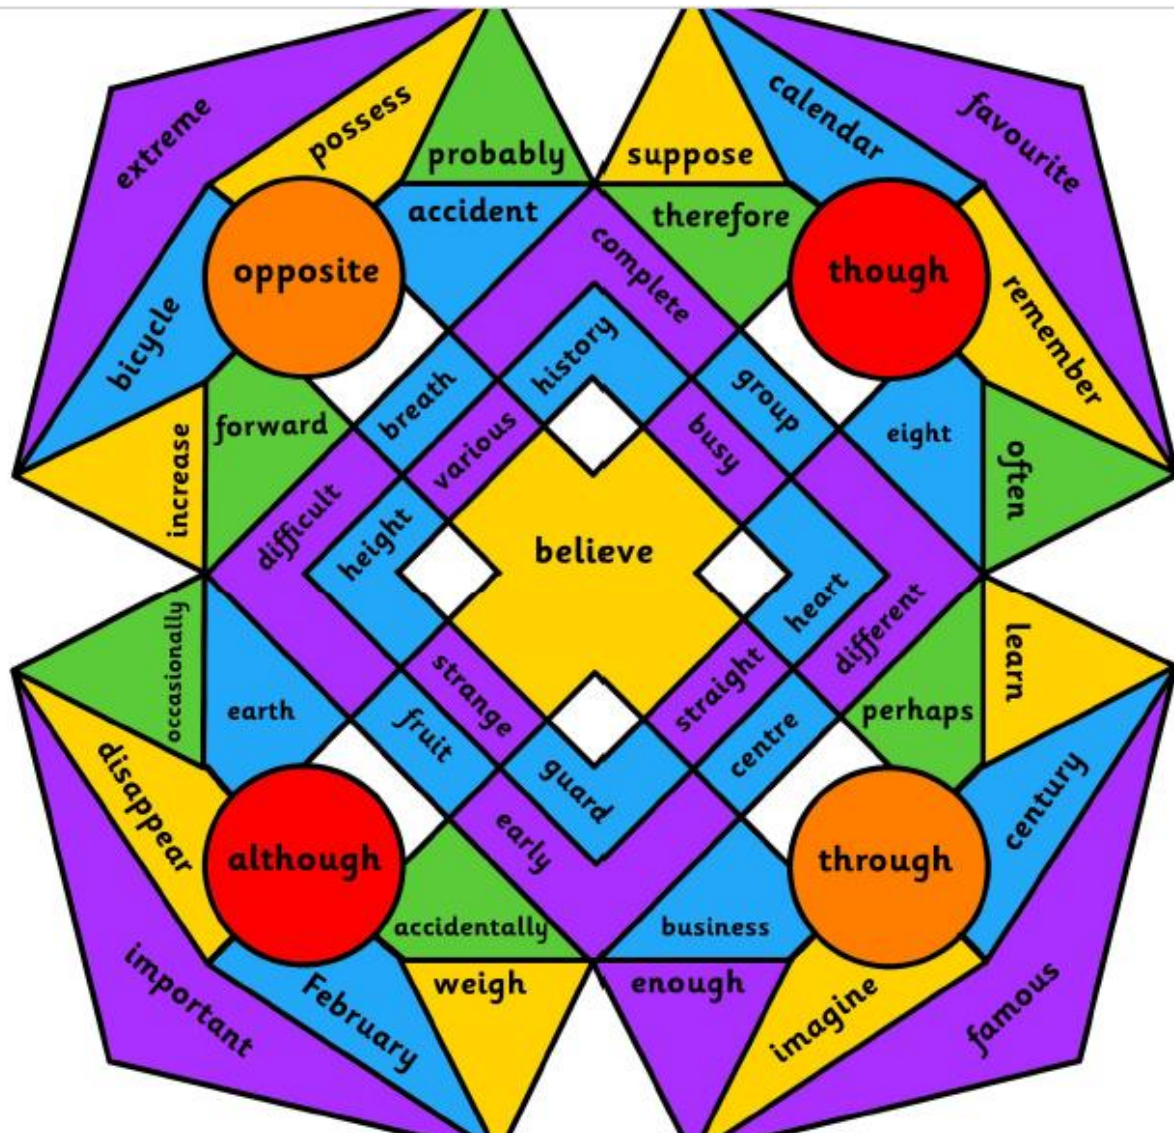 extreme
possess
probably
suppose
calendar
favourite
accident
therefore
opposite
though
complete
remember
bicycle
history
breath
group
increase
forward
various
busy
eight
often
difficult
height
believe
heart
different
learn
occasionally
earth
strange
straight
perhaps
disappear
fruit
guard
centre
century
although
early
through
accidentally
business
important
February
weigh
enough
imagine
famous